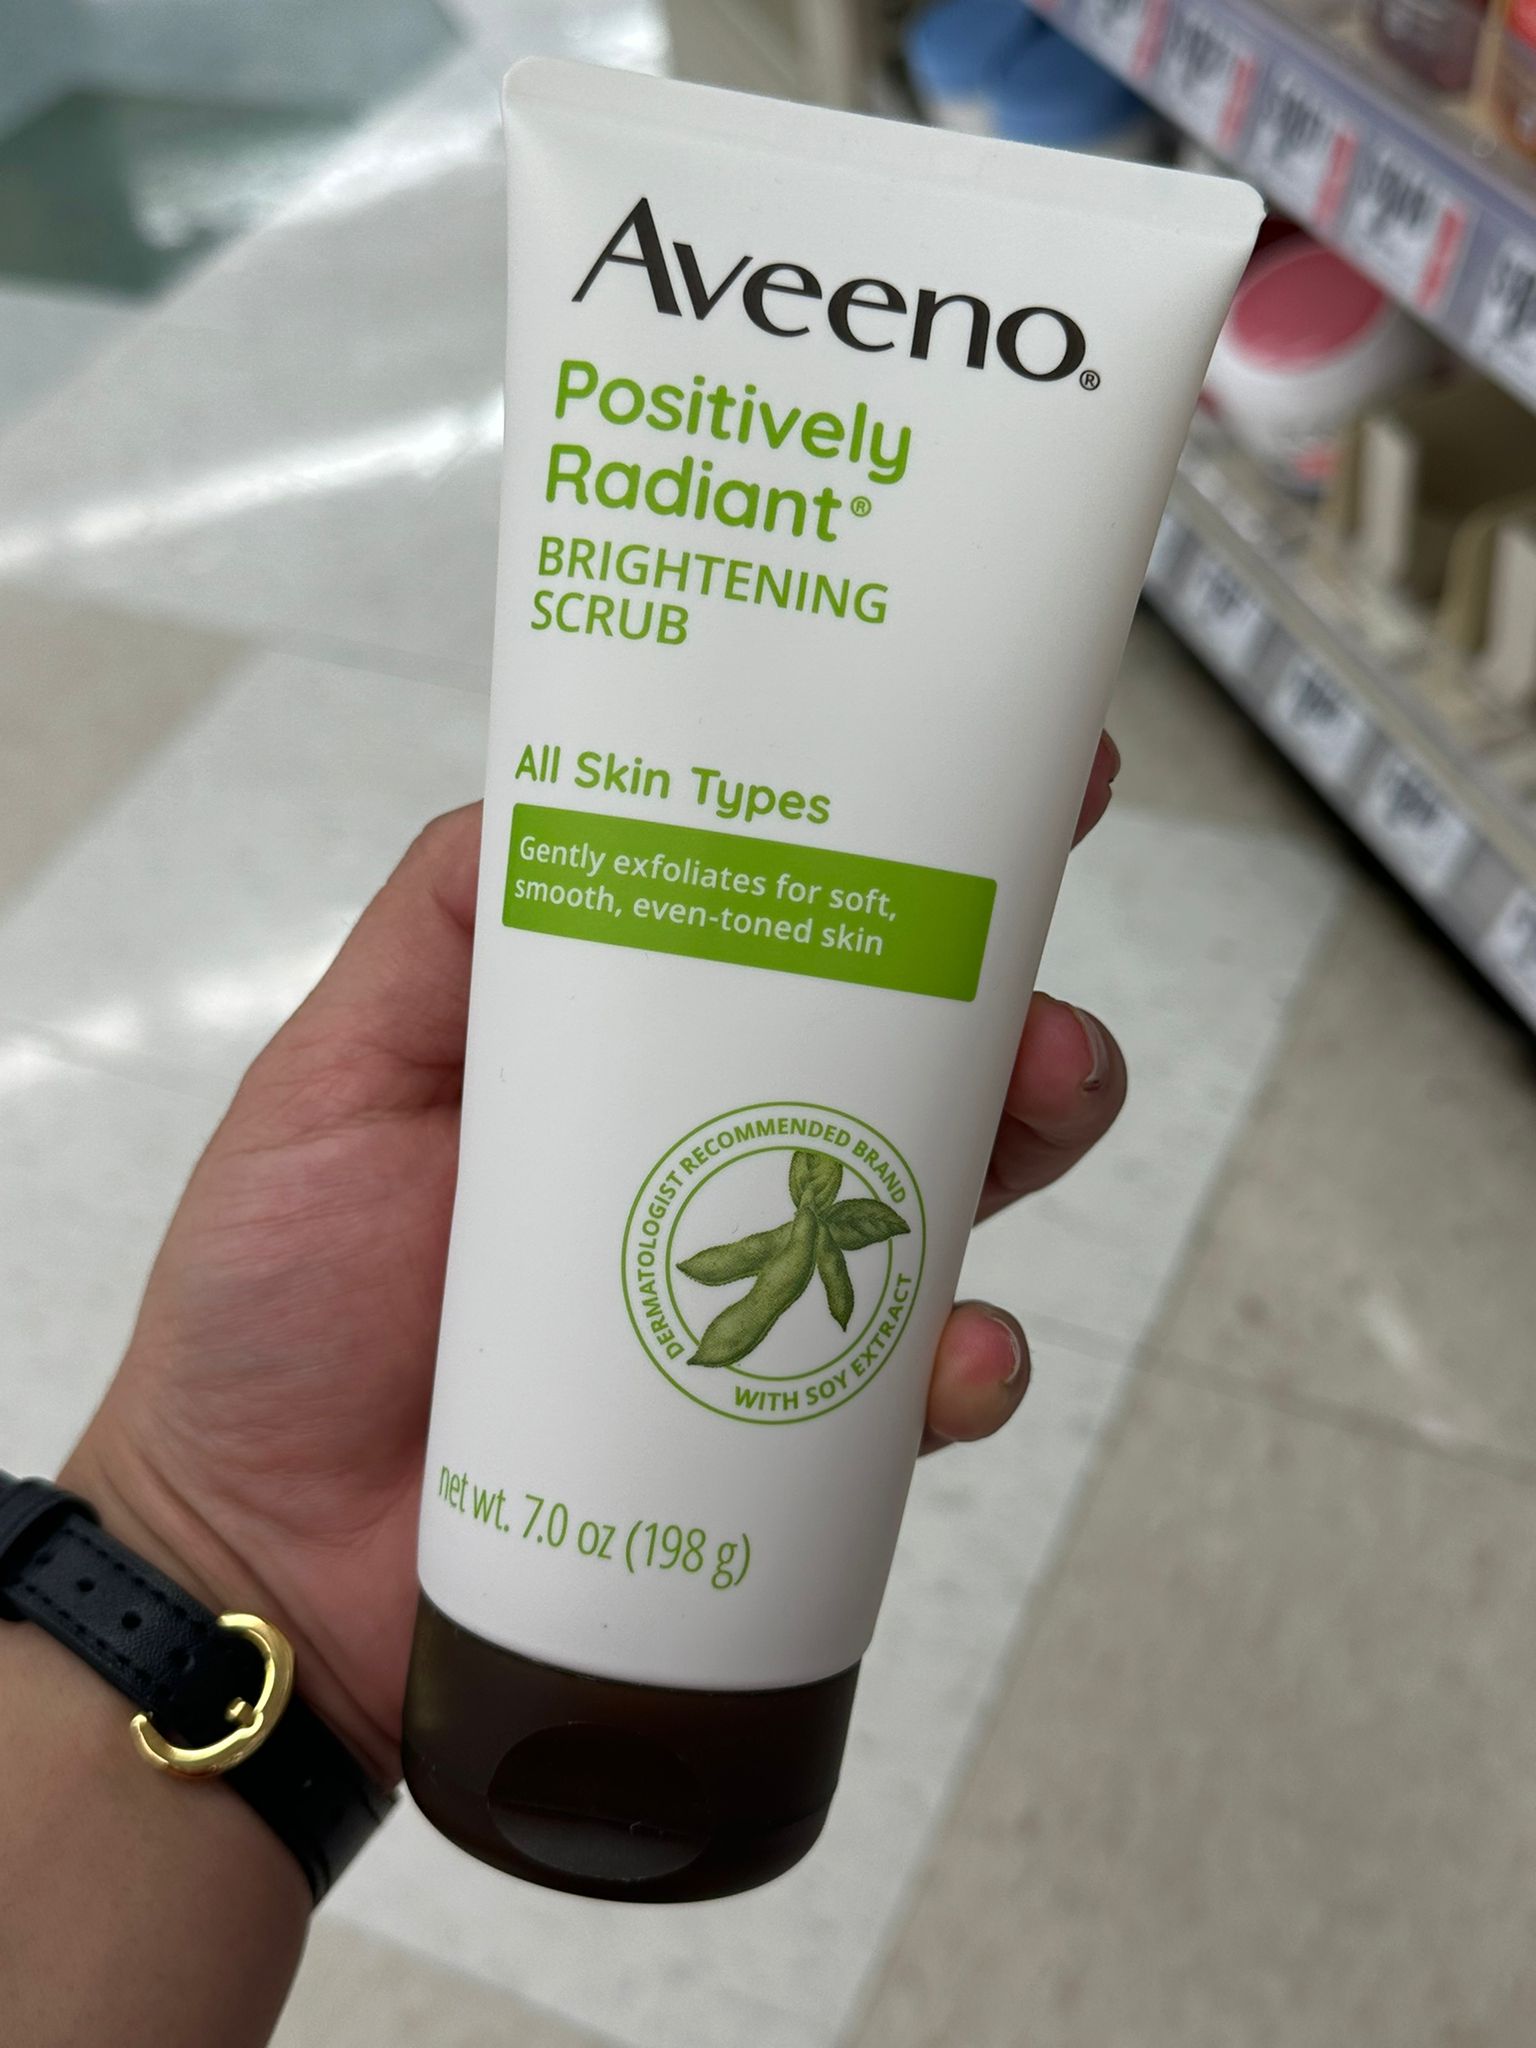 Aveeno®
Positively
Radiant®
BRIGHTENING
SCRUB
All Skin Types
Gently exfoliates for soft,
smooth, even-toned skin
DERMATOLOGIST RECOMMENDED BRAND
WITH SOY EXTRACT
net wt. 7.0 oz (198 g)